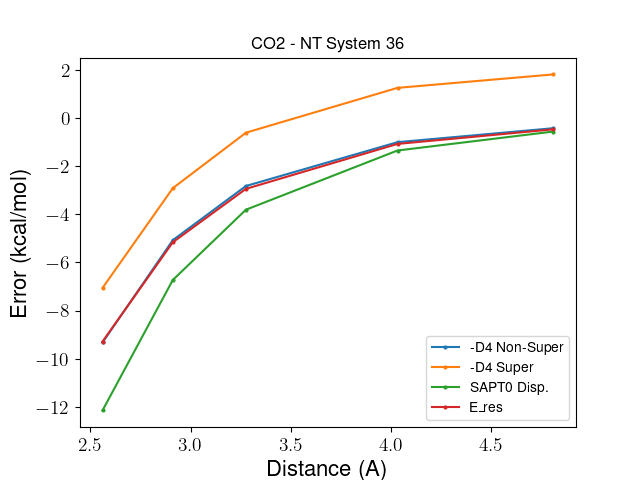 CO2 - NT System 36
Error (kcal/mol)
2
0
−2
−4
−6
−8
−10
−12
2.5 3.0 3.5 4.0 4.5
Distance (A)
-D4 Non-Super
-D4 Super
SAPT0 Disp.
E_res